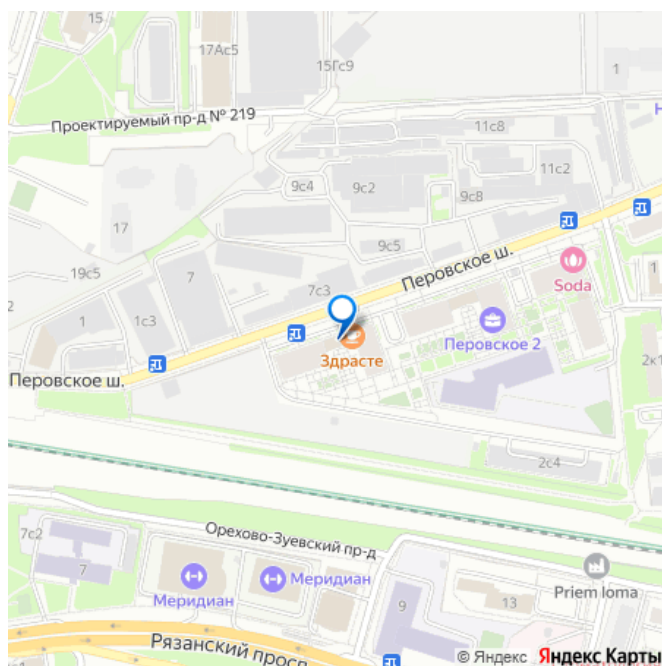 17Ас5
15Гс9
1
Проектируемый пр-д № 219
11с8
Н
9с4
9с2
11с2
9с8
17
9с5
Перовское ш.
19с5
7
7с3
Soda
1
2
1
1с3
Перовское 2
Здрасте
2к1
Перовское ш.
2с4
7с2
Орехово-Зуевский пр-д
7
Меридиан
Меридиан
9
13
Priem loma
Рязанский просп
© Яндекс Яндекс Карты